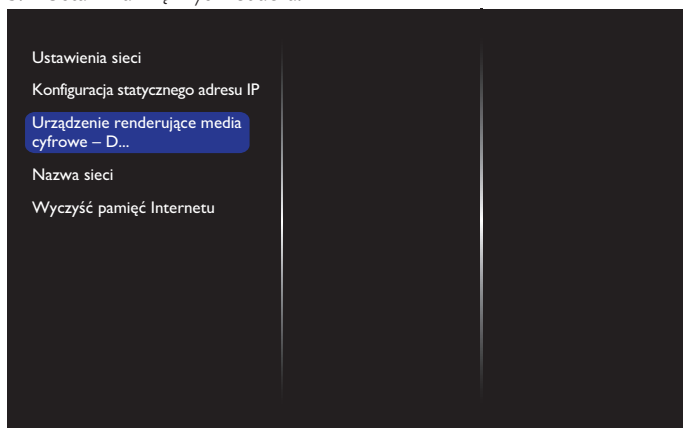 Ustawienia sieci
Konfiguracja statycznego adresu IP
Urządzenie renderujące media
cyfrowe – D...
Nazwa sieci
Wyczyść pamięć Internetu